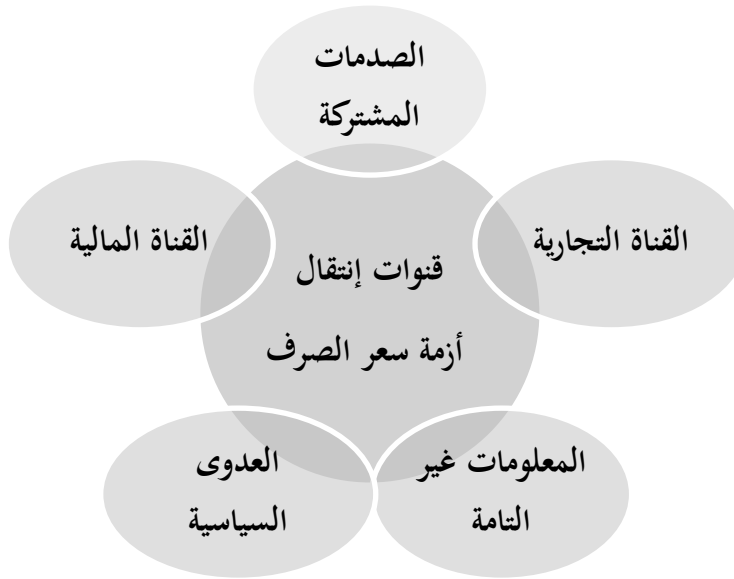 الصدمات
المشتركة
القناة التجارية
القناة المالية
قنوات إنتقال
أزمة سعر الصرف
المعلومات غير
التامة
العدوى
السياسية